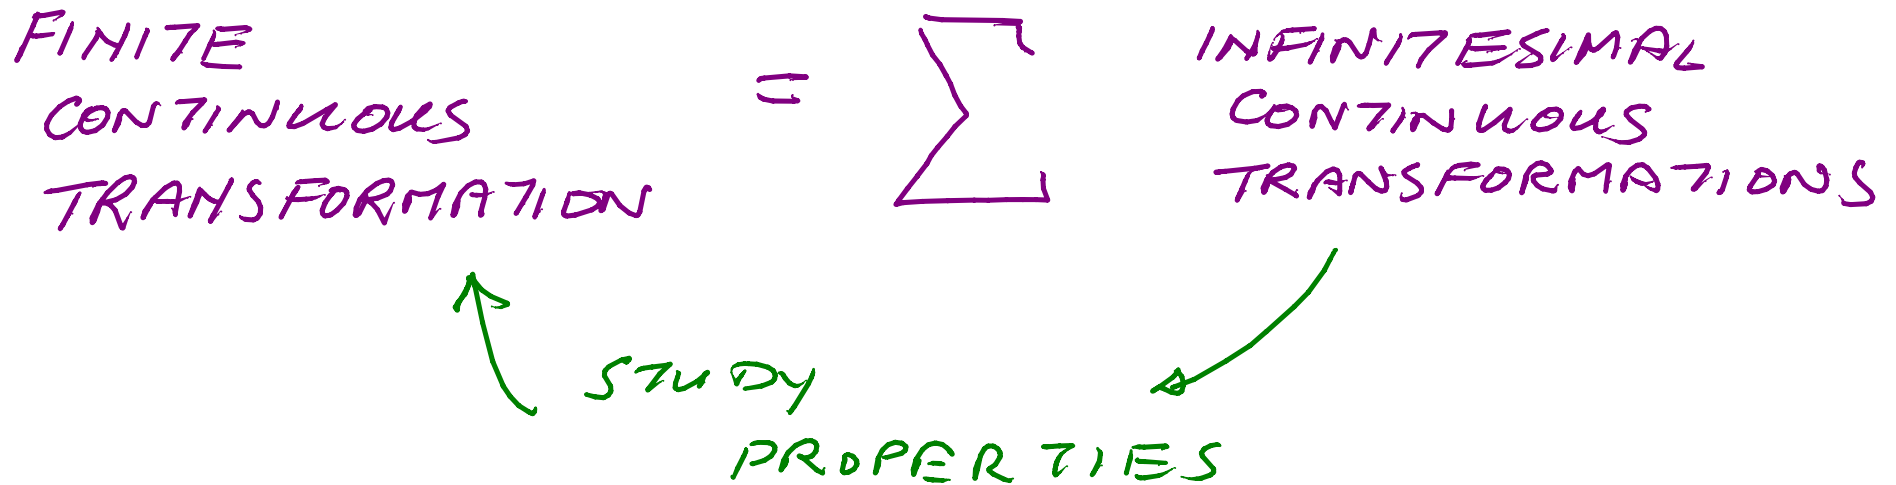 FINITE
CONTINUOUS
TRANSFORMATION
= Σ
INFINITESIMAL
CONTINUOUS
TRANSFORMATIONS
STUDY
PROPERTIES